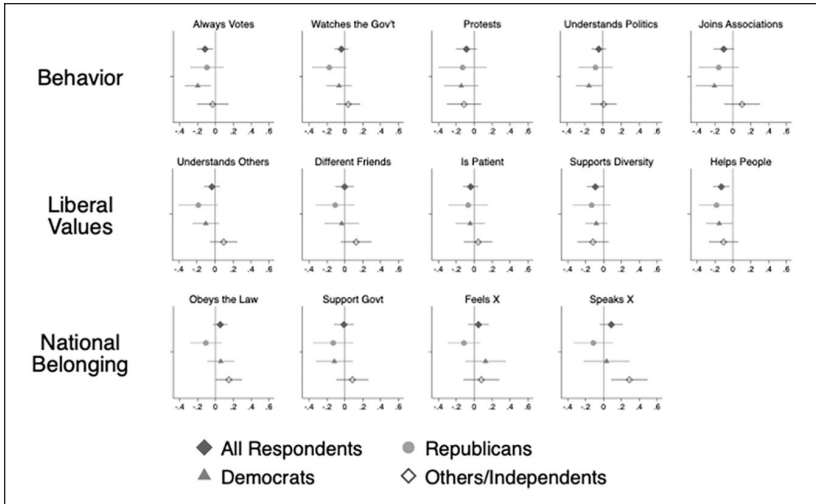 Always Votes Watches the Gov't Protests Understands Politics Joins Associations
Behavior
-.4 -.2 0 .2 .4 .6 -.4 -.2 0 .2 .4 .6 -.4 -.2 0 .2 .4 .6 -.4 -.2 0 .2 .4 .6 -.4 -.2 0 .2 .4 .6
Understands Others Different Friends Is Patient Supports Diversity Helps People
Liberal
Values
-.4 -.2 0 .2 .4 .6 -.4 -.2 0 .2 .4 .6 -.4 -.2 0 .2 .4 .6 -.4 -.2 0 .2 .4 .6 -.4 -.2 0 .2 .4 .6
Obeys the Law Support Govt Feels X Speaks X
National
Belonging
-.4 -.2 0 .2 .4 .6 -.4 -.2 0 .2 .4 .6 -.4 -.2 0 .2 .4 .6 -.4 -.2 0 .2 .4 .6
All Respondents Republicans
Democrats Others/Independents